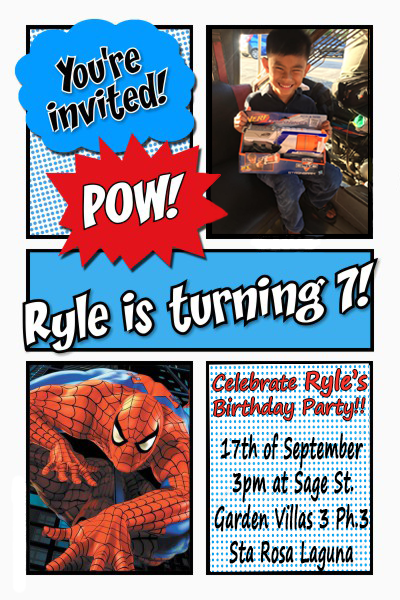 You're
invited!
POW!
Ryle is turning 7!
Celebrate Ryle's
Birthday Party!!
17th of September
3pm at Sage St.
Garden Villas 3 Ph.3
Sta Rosa Laguna